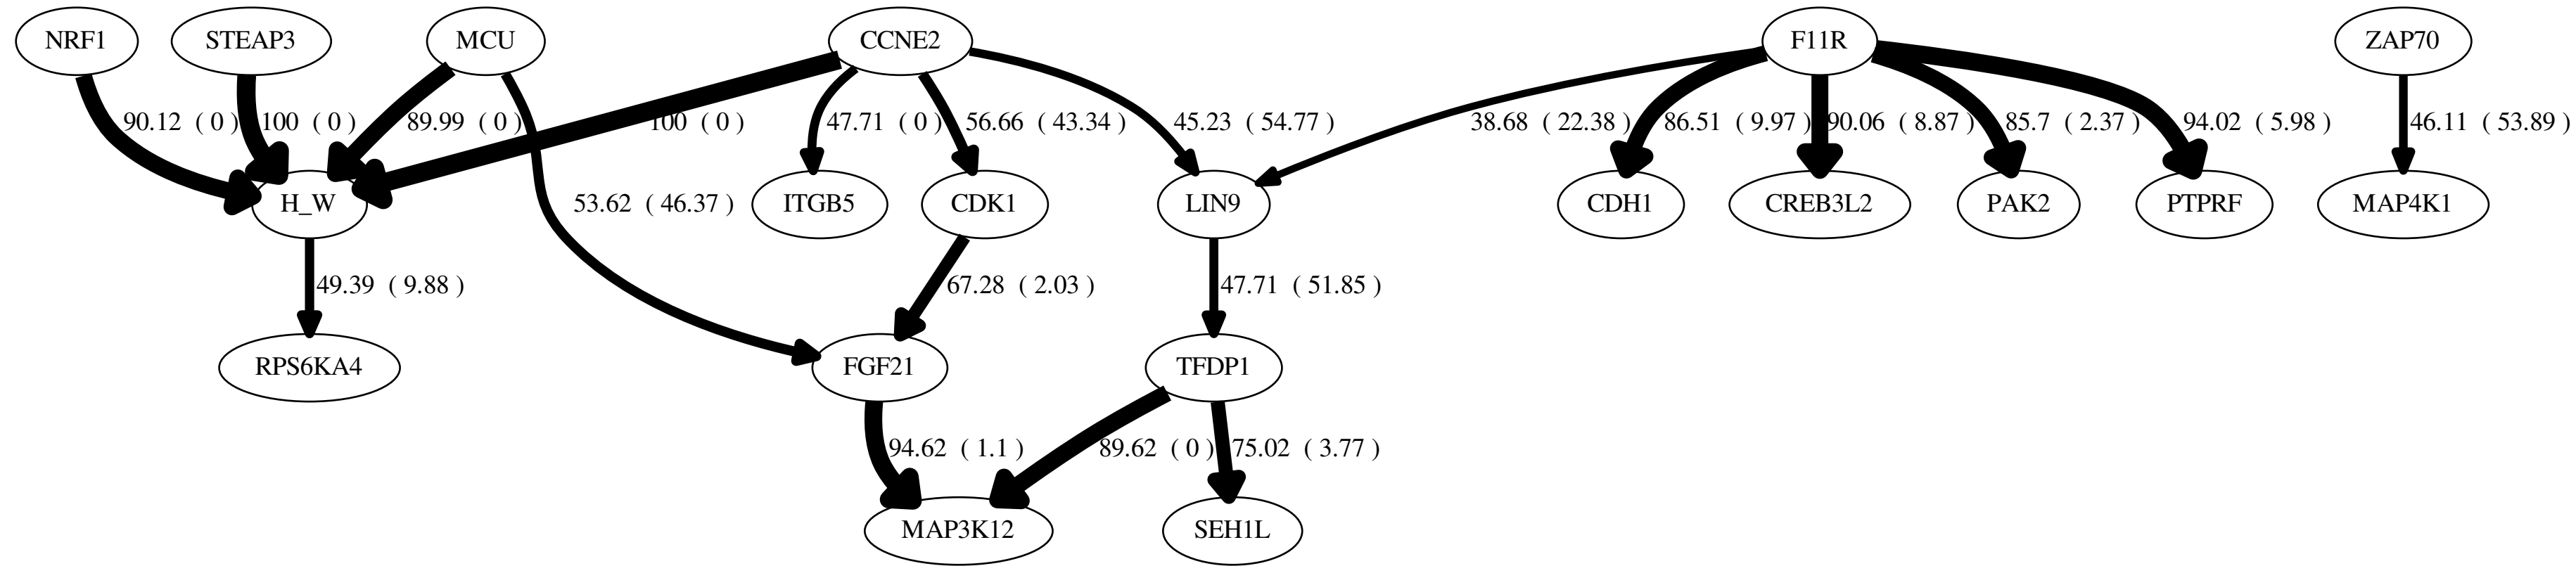 NRF1
STEAP3
MCU
CCNE2
F11R
ZAP70
90.12 ( 0 )
100 ( 0 )
89.99 ( 0 )
100 ( 0 )
47.71 ( 0 )
56.66 ( 43.34 )
45.23 ( 54.77 )
38.68 ( 22.38 )
86.51 ( 9.97 )
90.06 ( 8.87 )
85.7 ( 2.37 )
94.02 ( 5.98 )
46.11 ( 53.89 )
H_W
53.62 ( 46.37 )
ITGB5
CDK1
LIN9
CDH1
CREB3L2
PAK2
PTPRF
MAP4K1
49.39 ( 9.88 )
67.28 ( 2.03 )
47.71 ( 51.85 )
RPS6KA4
FGF21
TFDP1
94.62 ( 1.1 )
89.62 ( 0 )
75.02 ( 3.77 )
MAP3K12
SEH1L